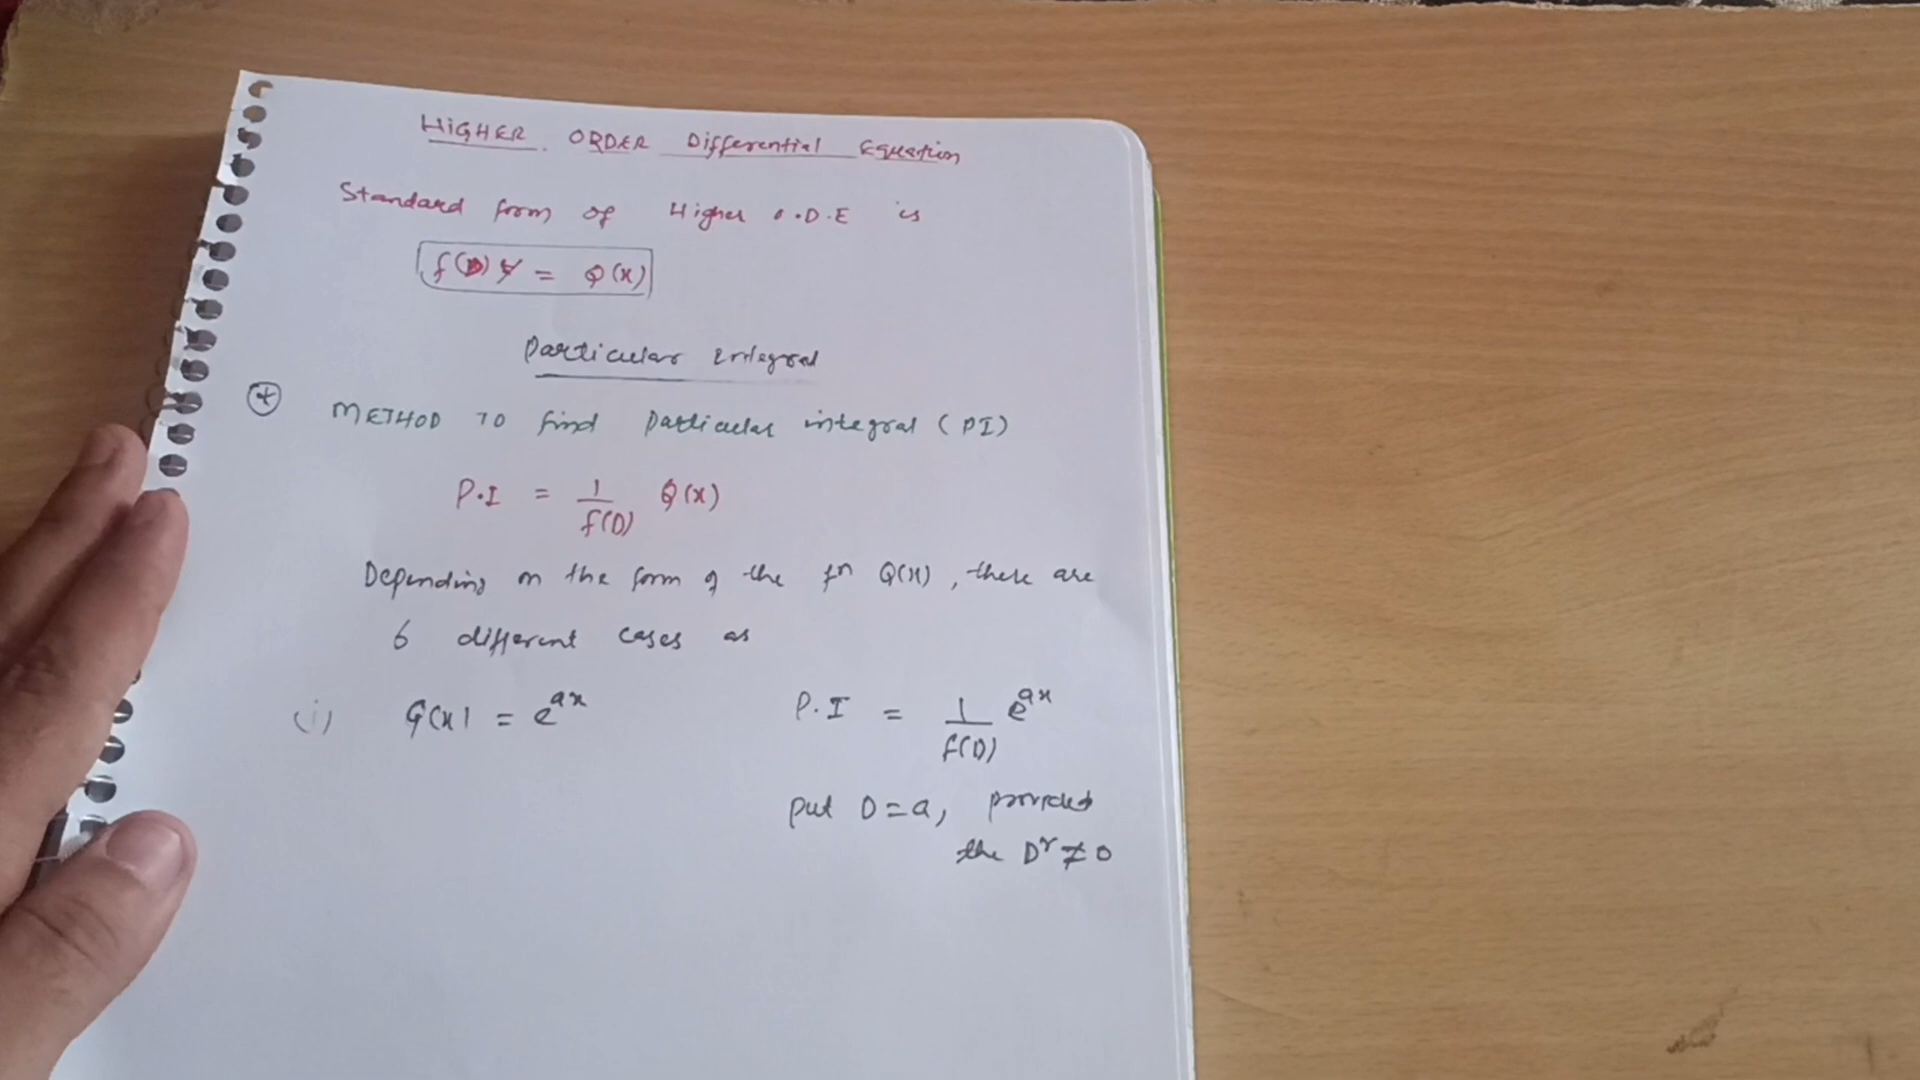 HiGHER ORDER Differential Equation
Standard form of Higher O.D.E is
f(D) y = Q(x)
Particular Integral
* METHOD TO find particular integral (PI)
P.I = 1/f(D) Q(x)
Depending on the form of the fn Q(x), there are
6 different cases as
(i) Q(x) = e^ax P.I = 1/f(D) e^ax
put D=a, provided
the Dr ≠ 0